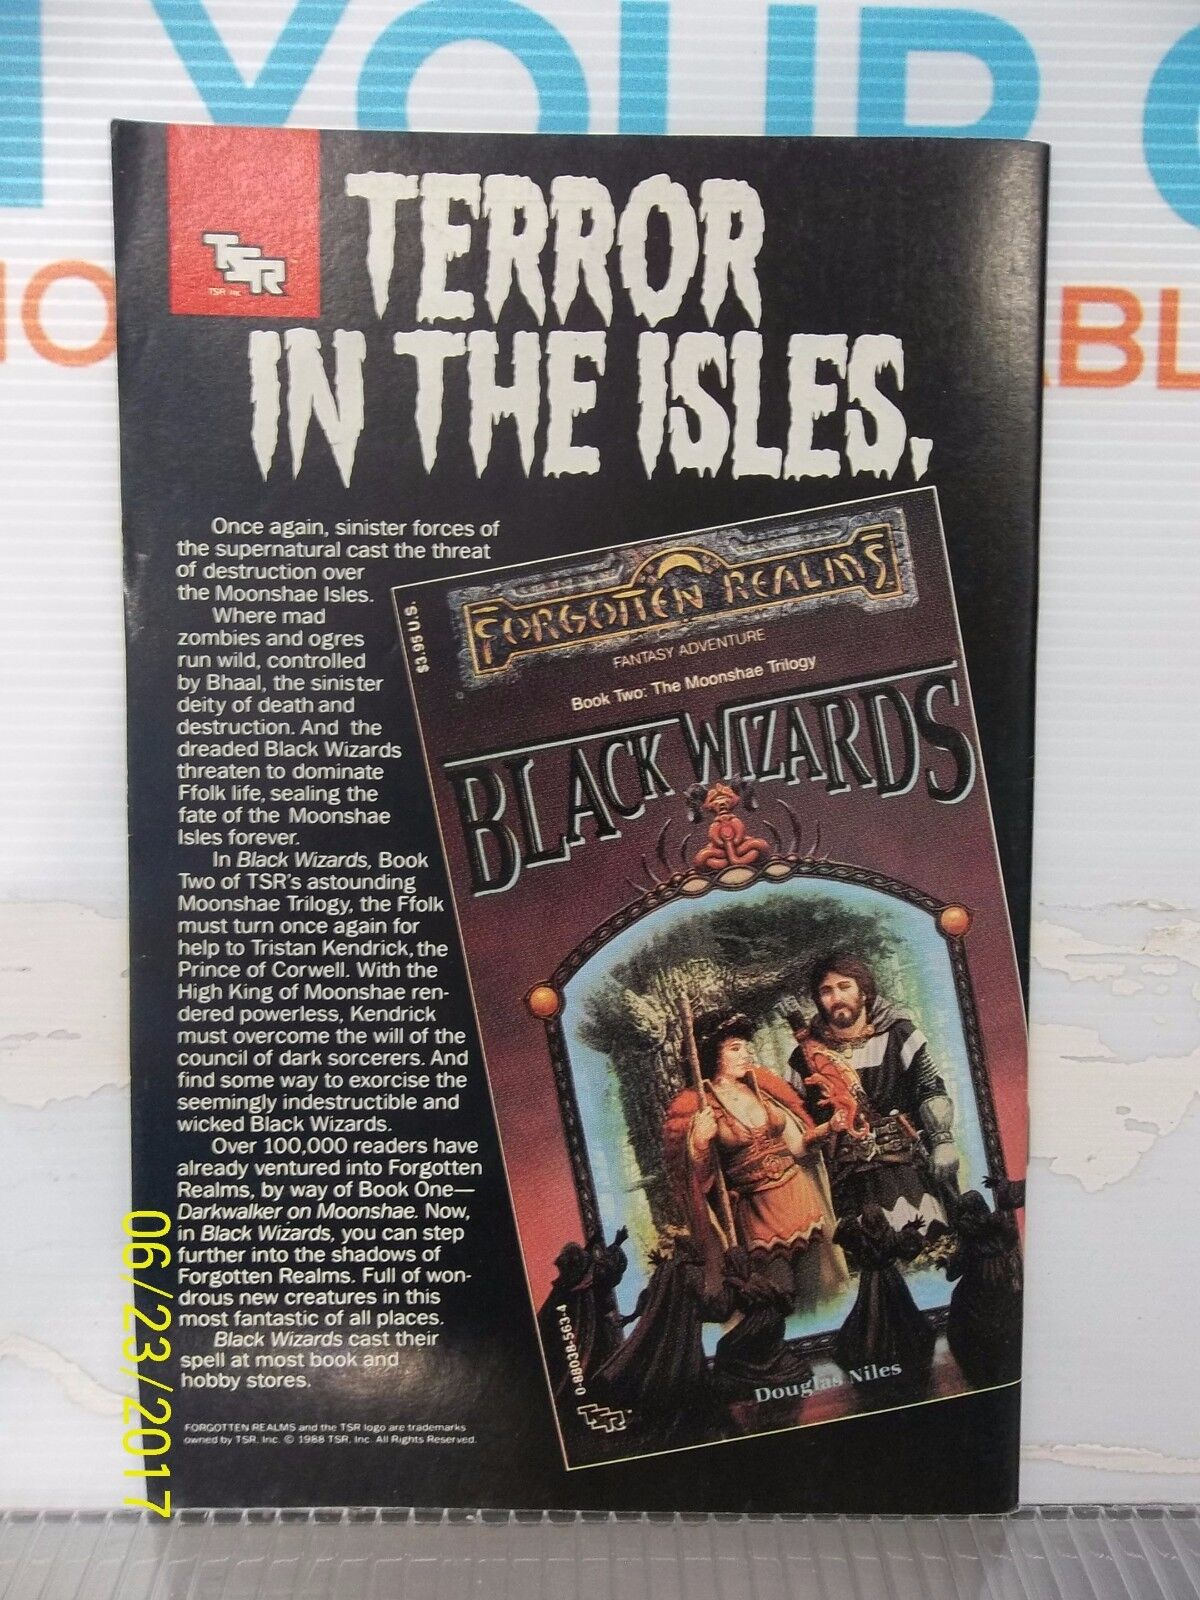 YOUR
TSR
TSR, INC.
TERROR
IN THE ISLES.
Once again, sinister forces of
the supernatural cast the threat
of destruction over
the Moonshae Isles.
Where mad
zombies and ogres
run wild, controlled
by Bhaal, the sinister
deity of death and
destruction. And the
dreaded Black Wizards
threaten to dominate
Ffolk life, sealing the
fate of the Moonshae
Isles forever.
In Black Wizards, Book
Two of TSR's astounding
Moonshae Trilogy, the Ffolk
must turn once again for
help to Tristan Kendrick, the
Prince of Corwell. With the
High King of Moonshae ren-
dered powerless, Kendrick
must overcome the will of the
council of dark sorcerers. And
find some way to exorcise the
seemingly indestructible and
wicked Black Wizards.
Over 100,000 readers have
already ventured into Forgotten
Realms, by way of Book One—
Darkwalker on Moonshae. Now,
in Black Wizards, you can step
further into the shadows of
Forgotten Realms. Full of won-
drous new creatures in this
most fantastic of all places.
Black Wizards cast their
spell at most book and
hobby stores.
FORGOTTEN REALMS and the TSR logo are trademarks
owned by TSR, Inc. © 1988 TSR, Inc. All Rights Reserved.
$3.95 U.S.
FORGOTTEN REALMS
FANTASY ADVENTURE
Book Two: The Moonshae Trilogy
BLACK WIZARDS
0-88038-563-4
TSR
Douglas Niles
06/23/2017